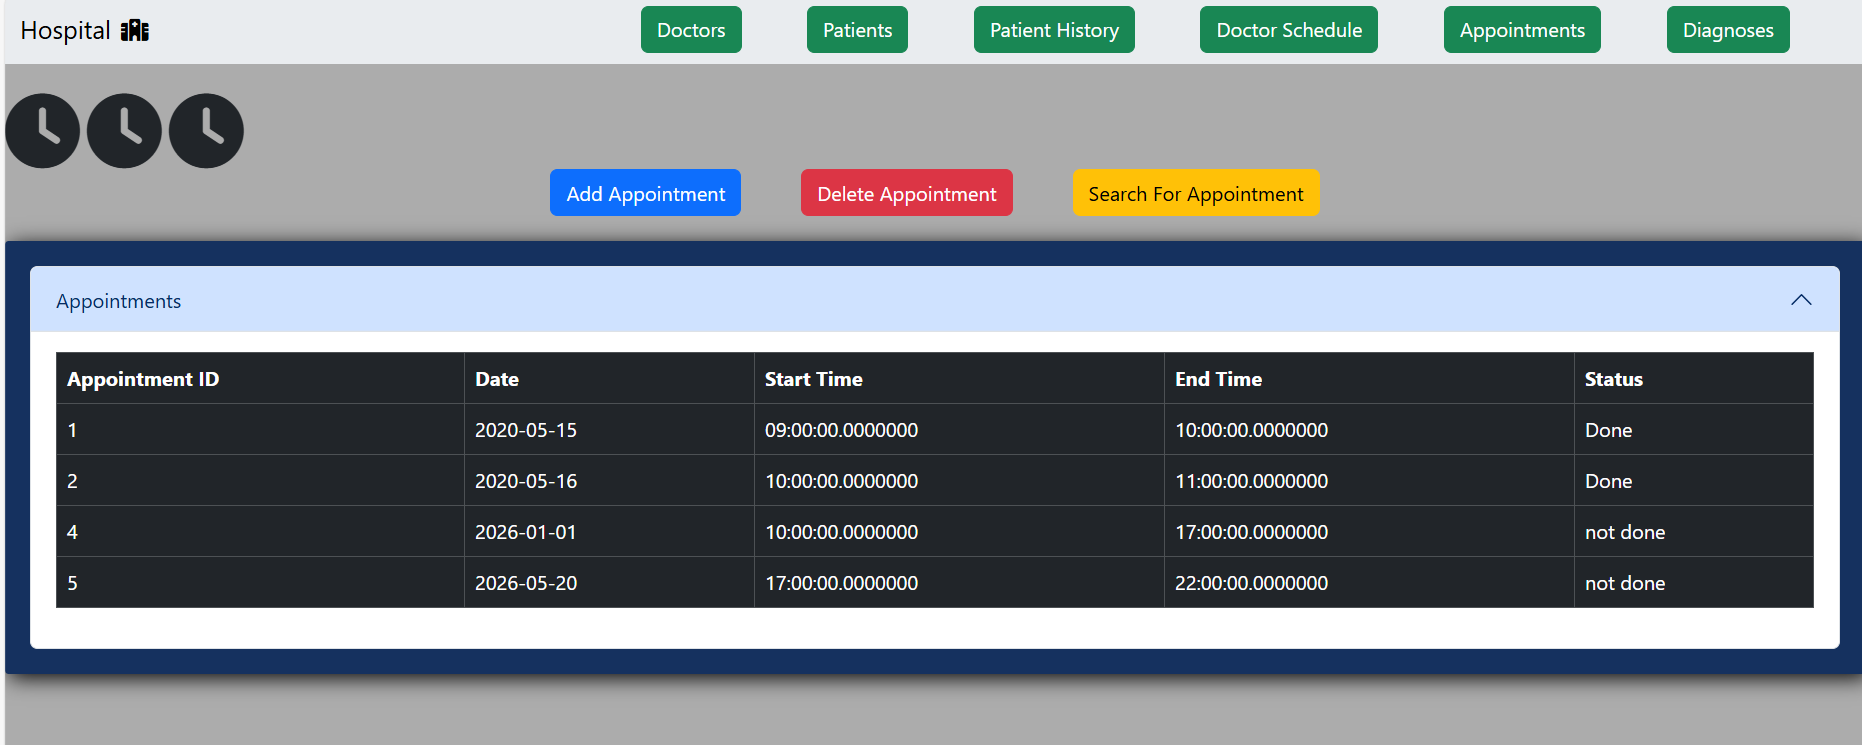 Hospital Doctors Patients Patient History Doctor Schedule Appointments Diagnoses
Add Appointment Delete Appointment Search For Appointment
Appointments
Appointment ID Date Start Time End Time Status
1 2020-05-15 09:00:00.0000000 10:00:00.0000000 Done
2 2020-05-16 10:00:00.0000000 11:00:00.0000000 Done
4 2026-01-01 10:00:00.0000000 17:00:00.0000000 not done
5 2026-05-20 17:00:00.0000000 22:00:00.0000000 not done